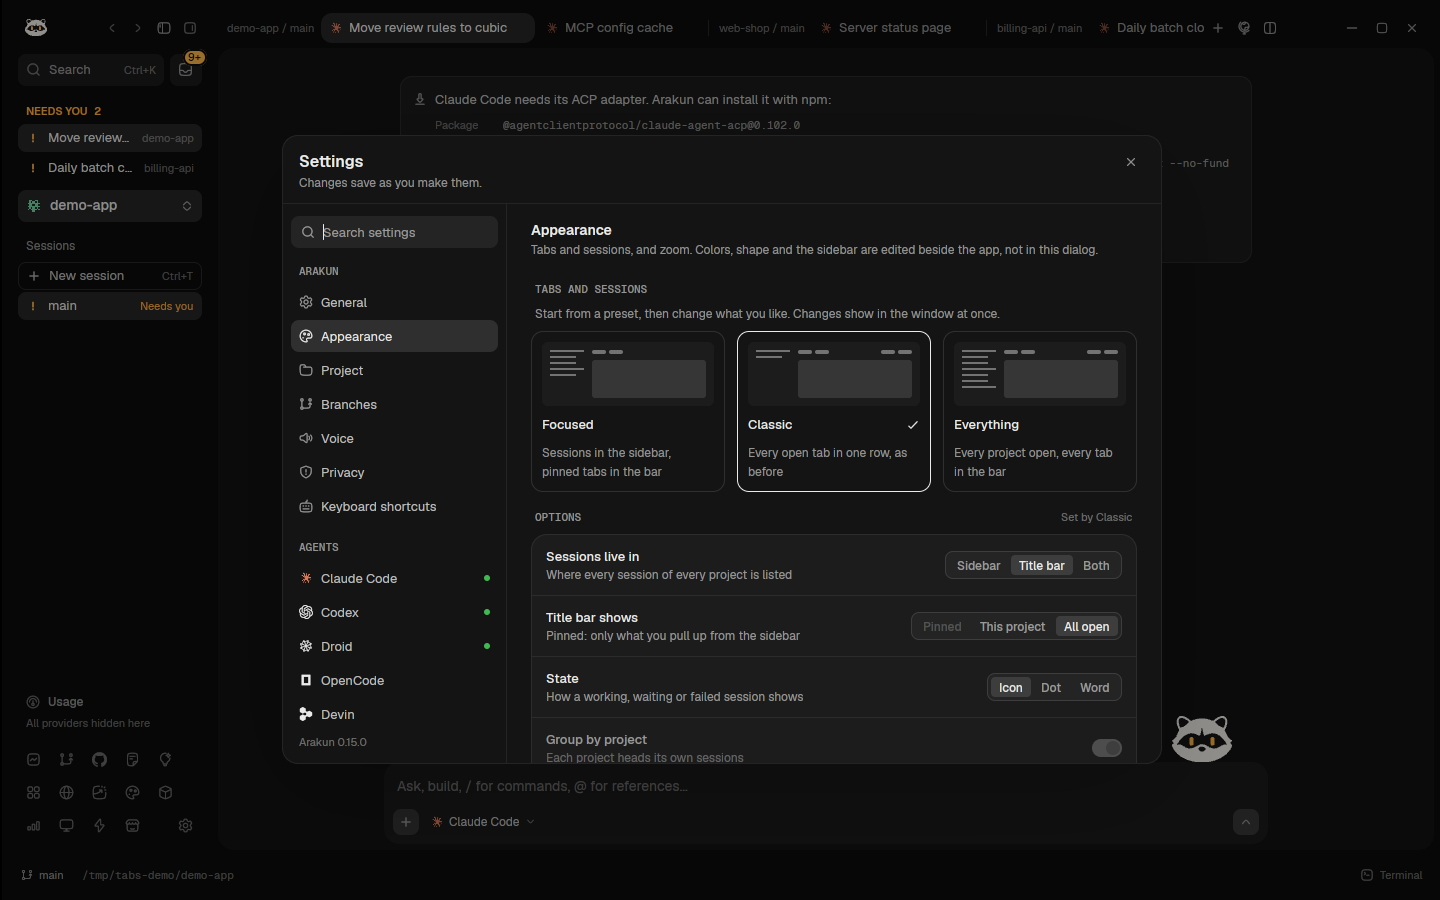 demo-app / main
Move review rules to cubic
MCP config cache
web-shop / main
Server status page
billing-api / main
Daily batch clo
Search
Ctrl+K
9+
NEEDS YOU 2
! Move review... demo-app
! Daily batch c... billing-api
demo-app
Sessions
New session Ctrl+T
! main Needs you
Usage
All providers hidden here
main
/tmp/tabs-demo/demo-app
Terminal
Claude Code needs its ACP adapter. Arakun can install it with npm:
Package @agentclientprotocol/claude-agent-acp@0.102.0
--no-fund
Settings
Changes save as you make them.
Search settings
ARAKUN
General
Appearance
Project
Branches
Voice
Privacy
Keyboard shortcuts
AGENTS
Claude Code
Codex
Droid
OpenCode
Devin
Arakun 0.15.0
Appearance
Tabs and sessions, and zoom. Colors, shape and the sidebar are edited beside the app, not in this dialog.
TABS AND SESSIONS
Start from a preset, then change what you like. Changes show in the window at once.
Focused
Sessions in the sidebar,
pinned tabs in the bar
Classic
Every open tab in one row, as
before
Everything
Every project open, every tab
in the bar
OPTIONS
Set by Classic
Sessions live in
Where every session of every project is listed
Sidebar Title bar Both
Title bar shows
Pinned: only what you pull up from the sidebar
Pinned This project All open
State
How a working, waiting or failed session shows
Icon Dot Word
Group by project
Each project heads its own sessions
Ask, build, / for commands, @ for references...
Claude Code